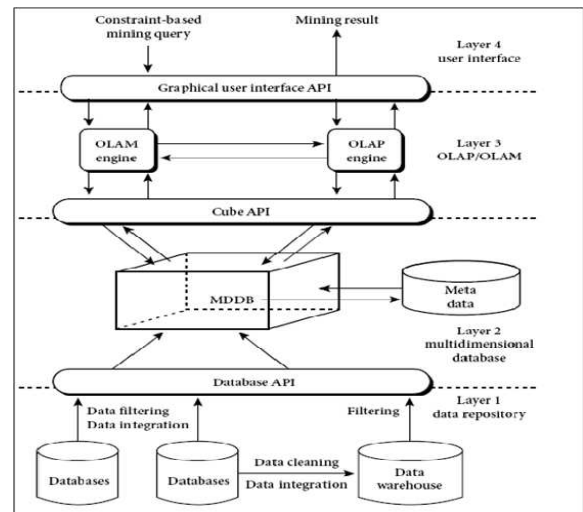 Constraint-based
mining query
Mining result
Layer 4
user interface
Graphical user interface API
OLAM
engine
OLAP
engine
Layer 3
OLAP/OLAM
Cube API
MDDB
Meta
data
Layer 2
multidimensional
database
Database API
Layer 1
data repository
Data filtering
Data integration
Filtering
Databases
Databases
Data cleaning
Data integration
Data
warehouse